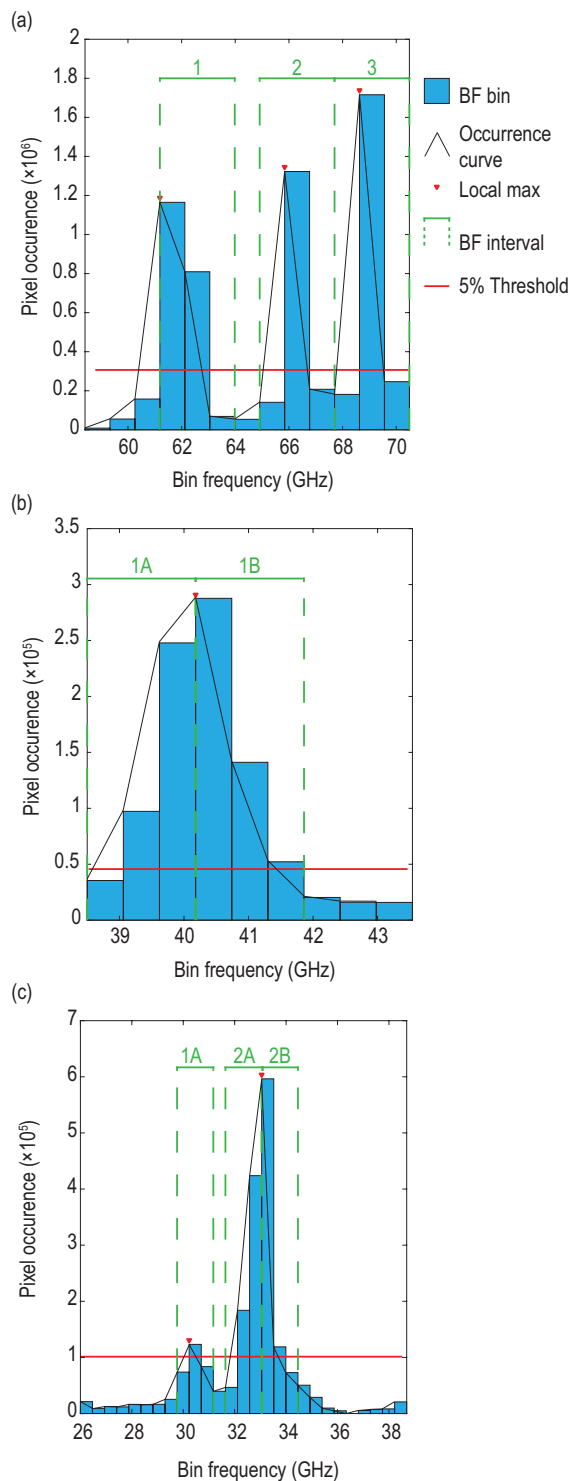 (a)
2
1.8
1.6
1.4
1.2
1
0.8
0.6
0.4
0.2
0
Pixel occurence (×10⁶)
1
2
3
60
62
64
66
68
70
Bin frequency (GHz)
BF bin
Occurrence
curve
Local max
BF interval
5% Threshold
(b)
3.5
3
2.5
2
1.5
1
0.5
0
Pixel occurence (×10⁵)
1A
1B
39
40
41
42
43
Bin frequency (GHz)
(c)
7
6
5
4
3
2
1
0
Pixel occurence (×10⁵)
1A
2A
2B
26
28
30
32
34
36
38
Bin frequency (GHz)